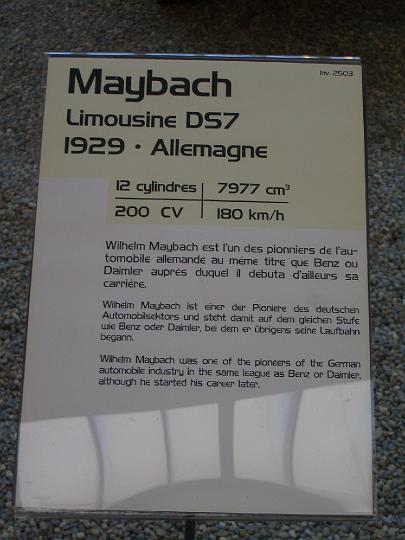 Inv. 2503
Maybach
Limousine DS7
1929 • Allemagne
12 cylindres 7977 cm³
200 CV 180 km/h
Wilhelm Maybach est l'un des pionniers de l'au-
tomobile allemande au même titre que Benz ou
Daimler auprès duquel il débuta d'ailleurs sa
carrière.
Wilhelm Maybach ist einer der Pioniere des deutschen
Automobilsektors und steht damit auf dem gleichen Stufe
wie Benz oder Daimler, bei dem er übrigens seine Laufbahn
begann.
Wilhelm Maybach was one of the pioneers of the German
automobile industry in the same league as Benz or Daimler,
although he started his career later.